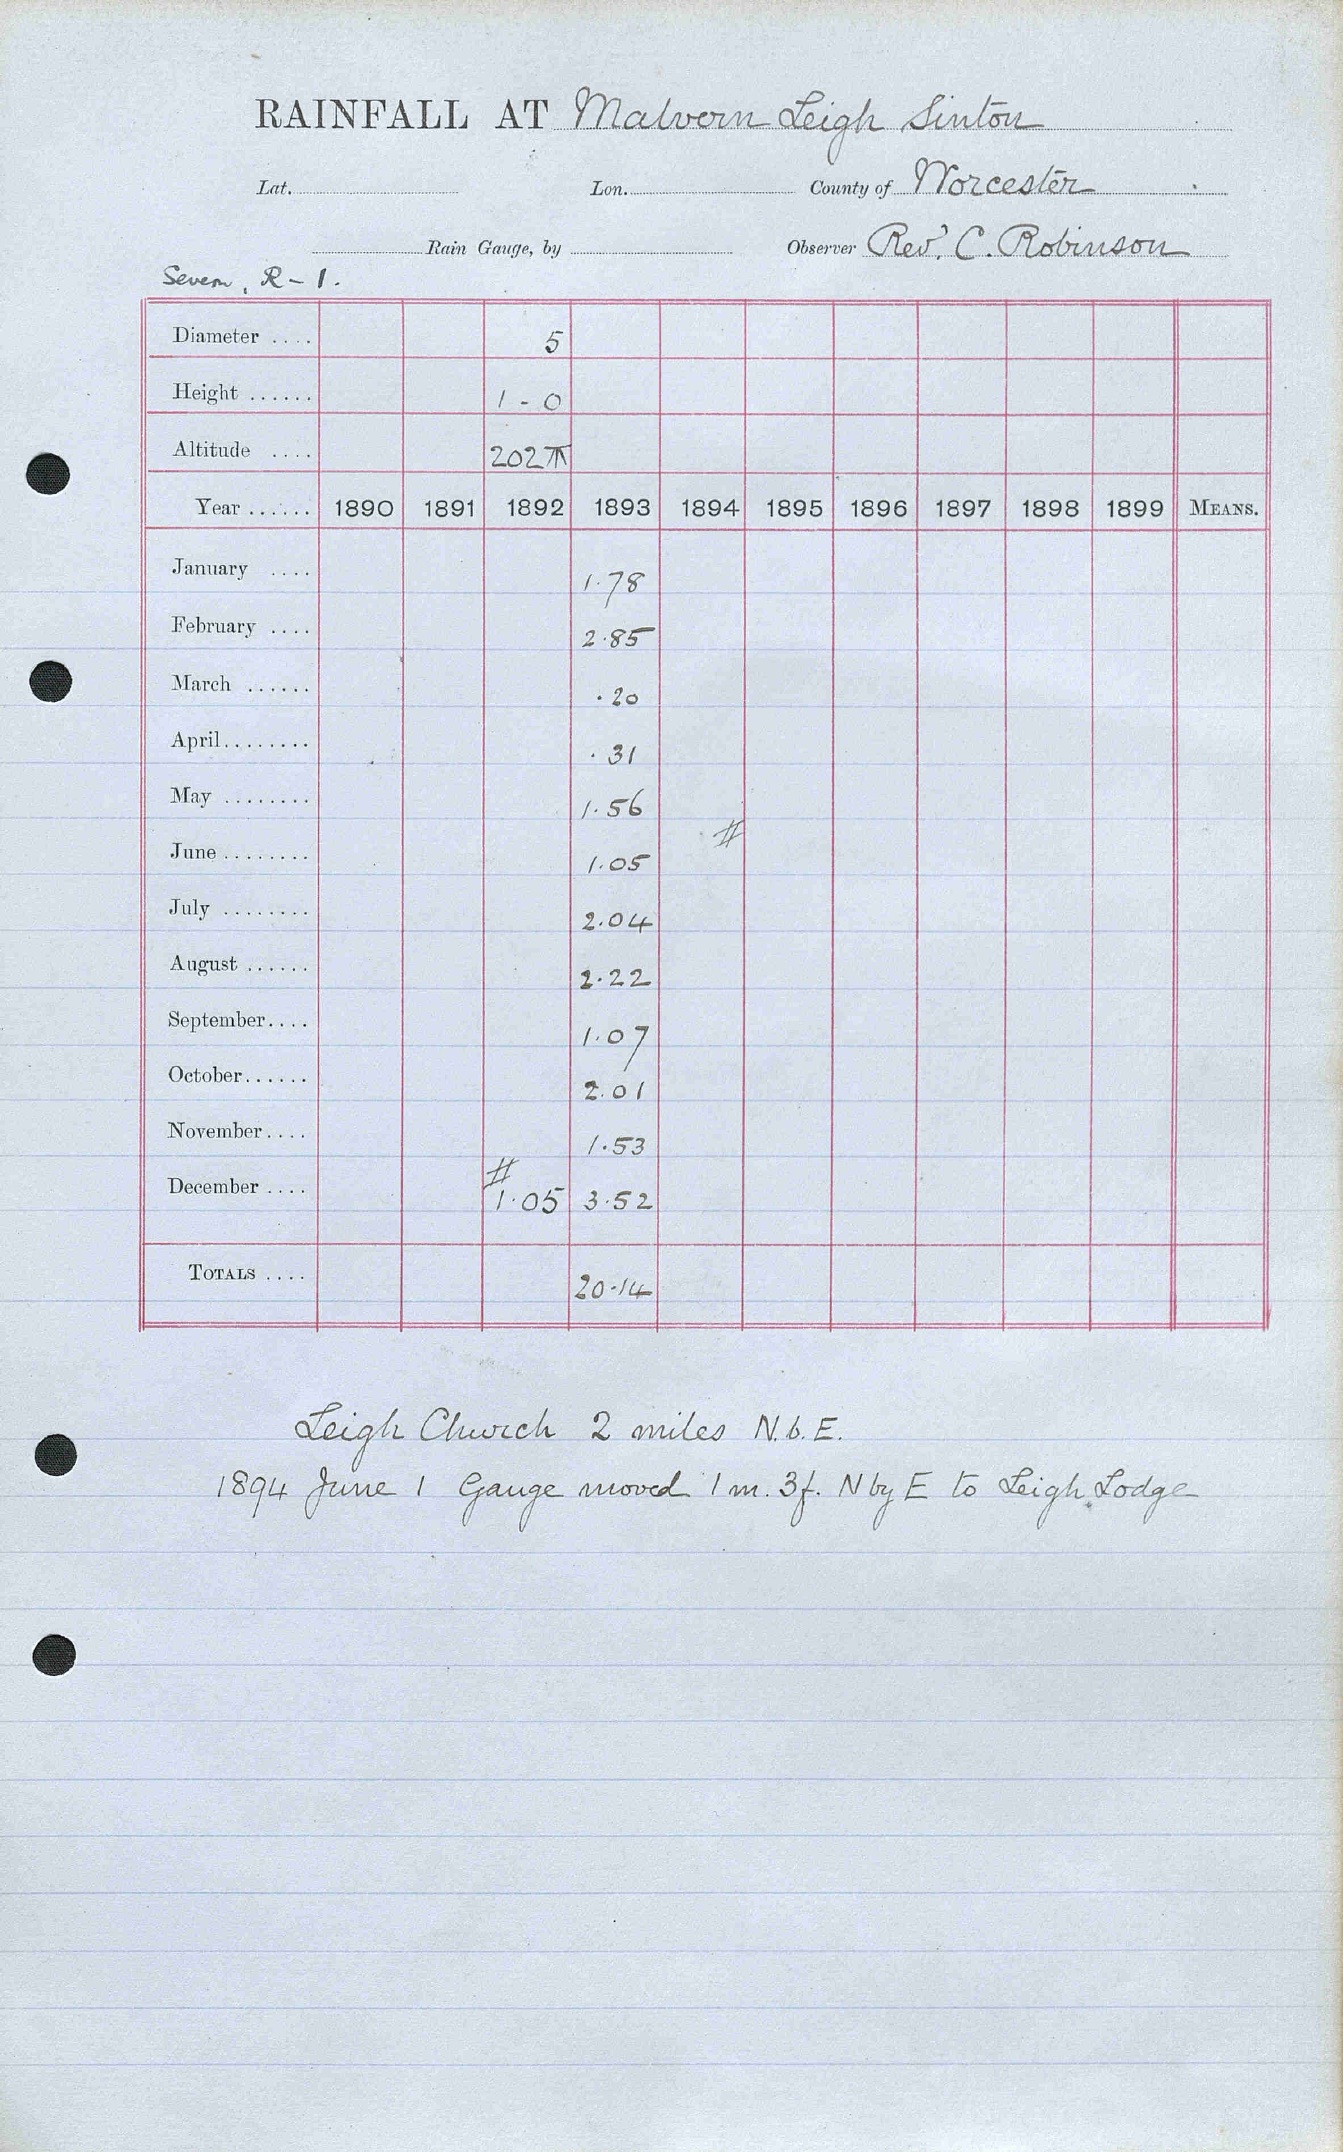 RAINFALL AT Malvern Leigh Sinton
Lat. Lon. County of Worcester
Rain Gauge, by Observer Rev. C. Robinson
Severn, R - 1.
Diameter .... 5
Height ...... 1 - 0
Altitude .... 202
Year ...... 1890 1891 1892 1893 1894 1895 1896 1897 1898 1899 MEANS.
January .... 1.78
February .... 2.85
March ...... .20
April........ .31
May ........ 1.56
#
June ........ 1.05
July ........ 2.04
August ...... 2.22
September.... 1.07
October...... 2.01
November.... 1.53
#
December .... 1.05 3.52
TOTALS .... 20.14
Leigh Church 2 miles N.b.E.
1894 June 1 Gauge moved 1 m. 3f. N by E to Leigh Lodge